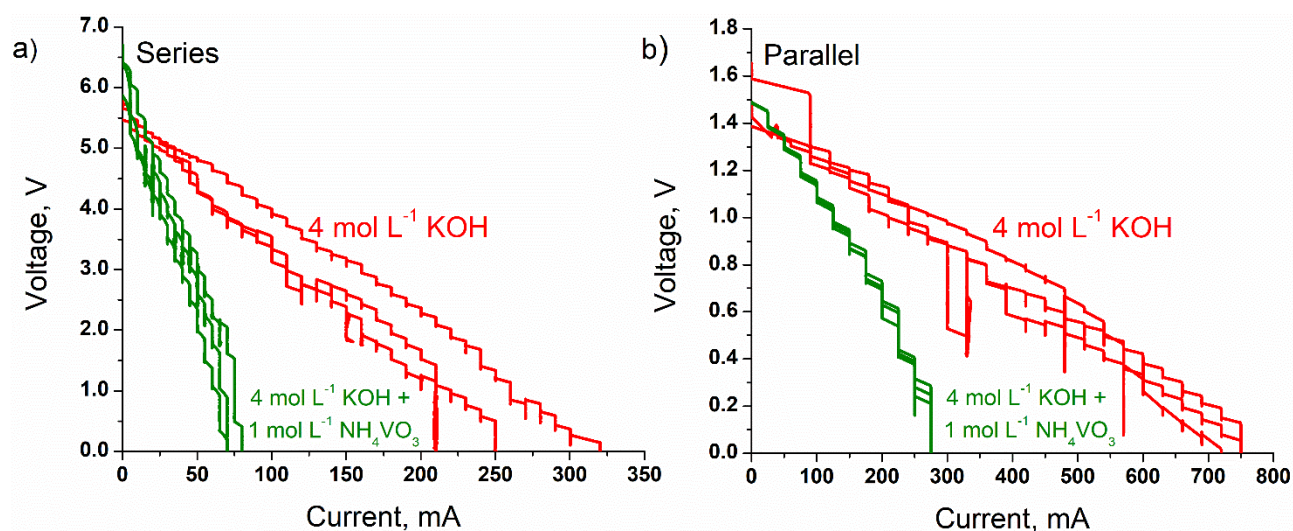 a)
Series
7.0
6.0
5.0
4.0
3.0
2.0
1.0
0.0
Voltage, V
4 mol L⁻¹ KOH
4 mol L⁻¹ KOH +
1 mol L⁻¹ NH₄VO₃
0 50 100 150 200 250 300 350
Current, mA
b)
Parallel
1.8
1.6
1.4
1.2
1.0
0.8
0.6
0.4
0.2
0.0
Voltage, V
4 mol L⁻¹ KOH
4 mol L⁻¹ KOH +
1 mol L⁻¹ NH₄VO₃
0 100 200 300 400 500 600 700 800
Current, mA